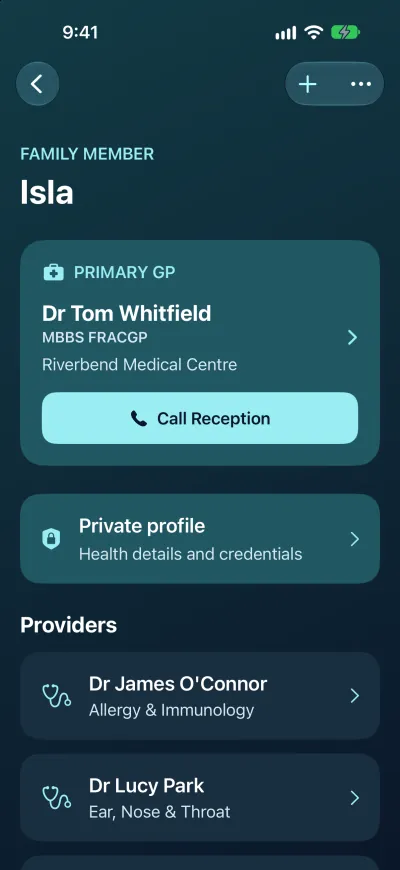 9:41
FAMILY MEMBER
Isla
PRIMARY GP
Dr Tom Whitfield
MBBS FRACGP
Riverbend Medical Centre
Call Reception
Private profile
Health details and credentials
Providers
Dr James O'Connor
Allergy & Immunology
Dr Lucy Park
Ear, Nose & Throat